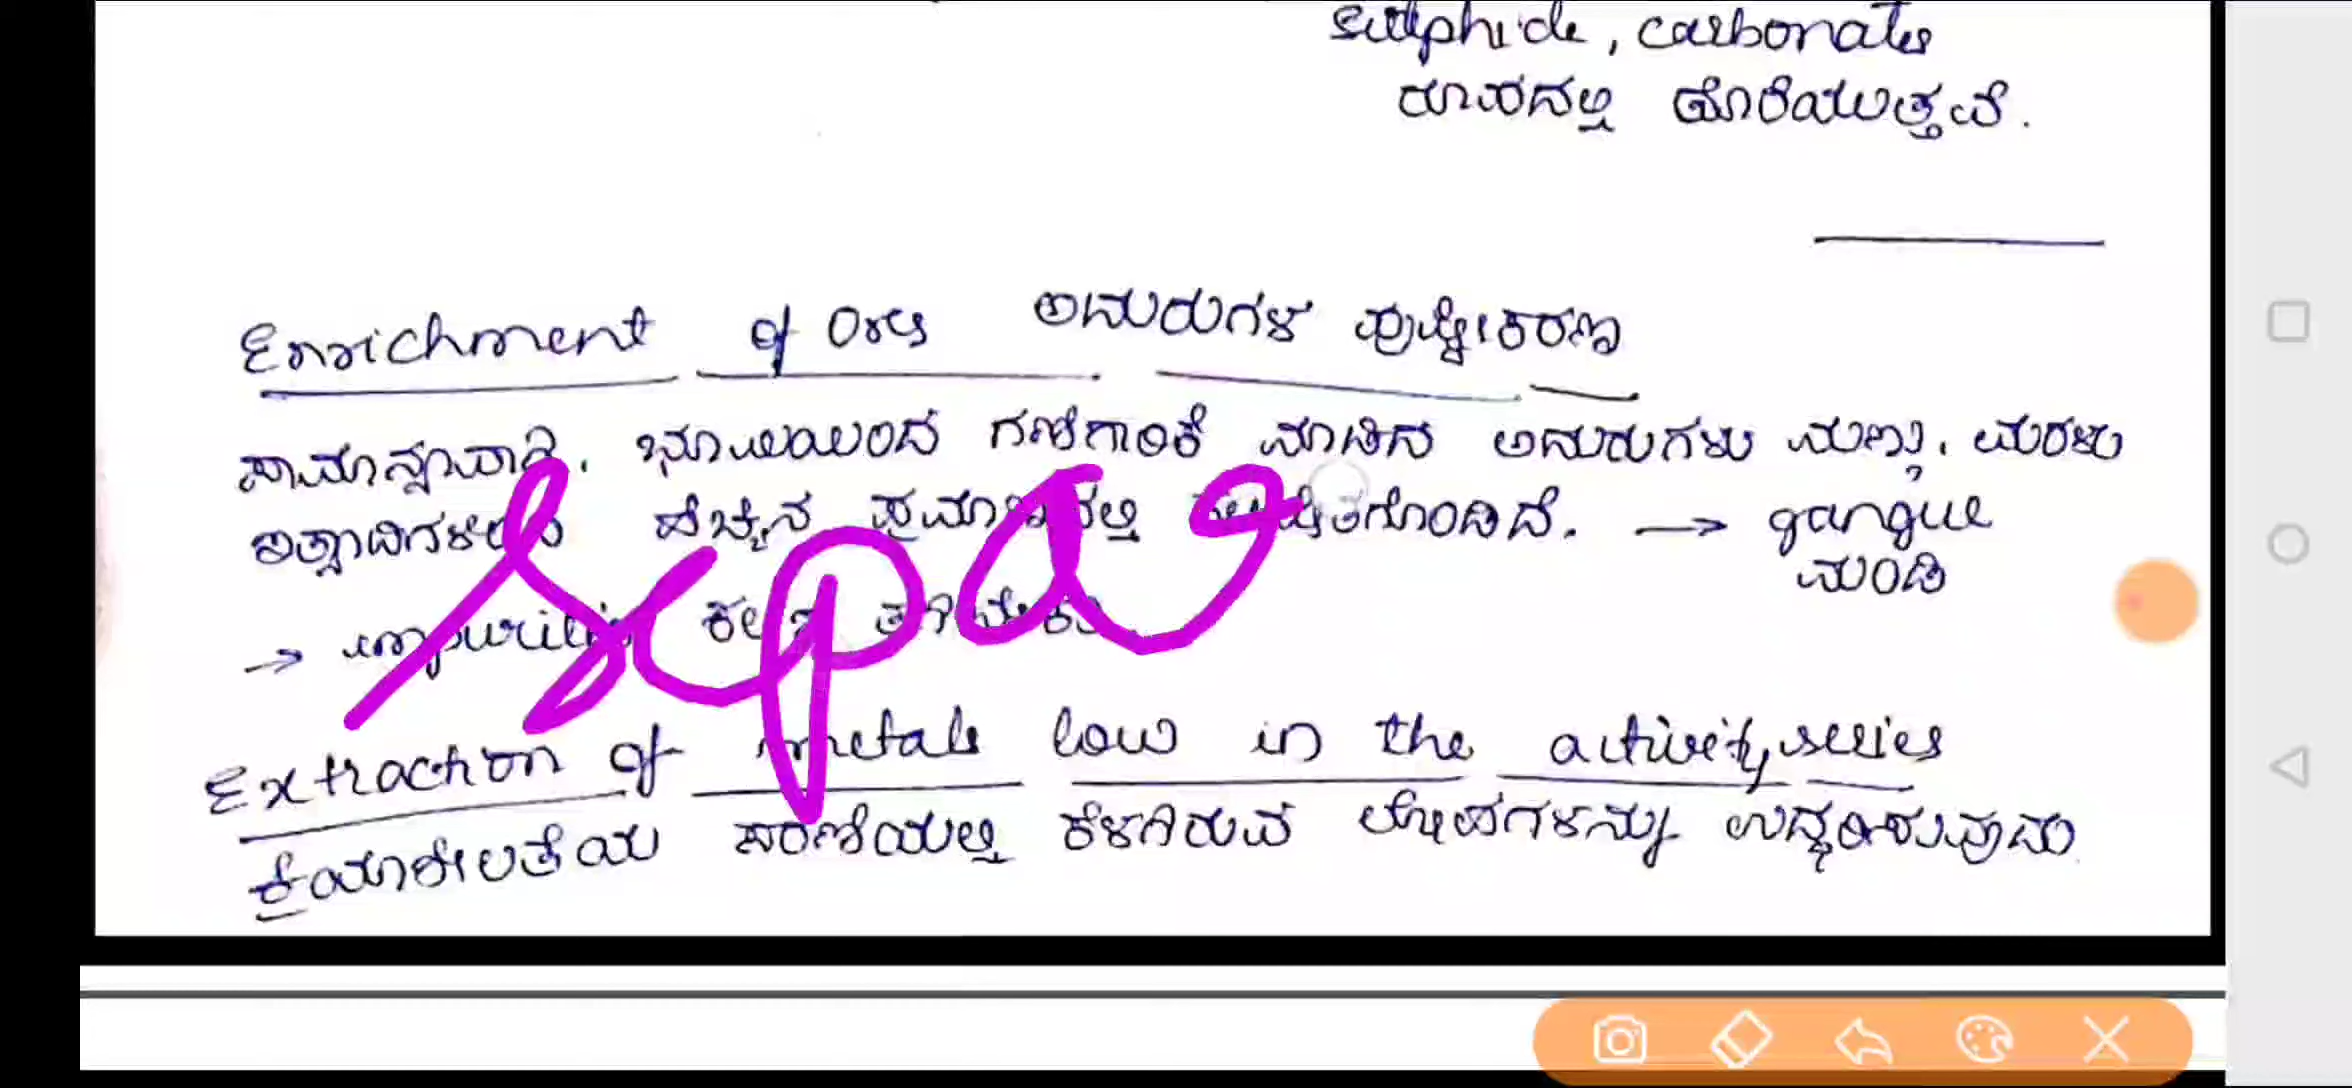 sulphide, carbonates
ರೂಪದಲ್ಲಿ ದೊರೆಯುತ್ತವೆ.
Enrichment of Ores ಅದುರುಗಳ ಪುಷ್ಟೀಕರಣ
ಸಾಮಾನ್ಯವಾಗಿ, ಭೂಮಿಯಿಂದ ಗಣಿಗಾರಿಕೆ ಮಾಡಿದ ಅದುರುಗಳು ಮಣ್ಣು, ಮರಳು
ಇತ್ಯಾದಿಗಳಿಂದ ಹೆಚ್ಚಿನ ಪ್ರಮಾಣದಲ್ಲಿ ಕಲುಷಿತಗೊಂಡಿದೆ. → gangue
ಮಡ್ಡಿ
→ impurities
Extraction of metals low in the activity series
ಕ್ರಿಯಾಶೀಲತೆಯ ಸರಣಿಯಲ್ಲಿ ಕೆಳಗಿರುವ ಲೋಹಗಳನ್ನು ಉದ್ಧರಿಸುವುದು